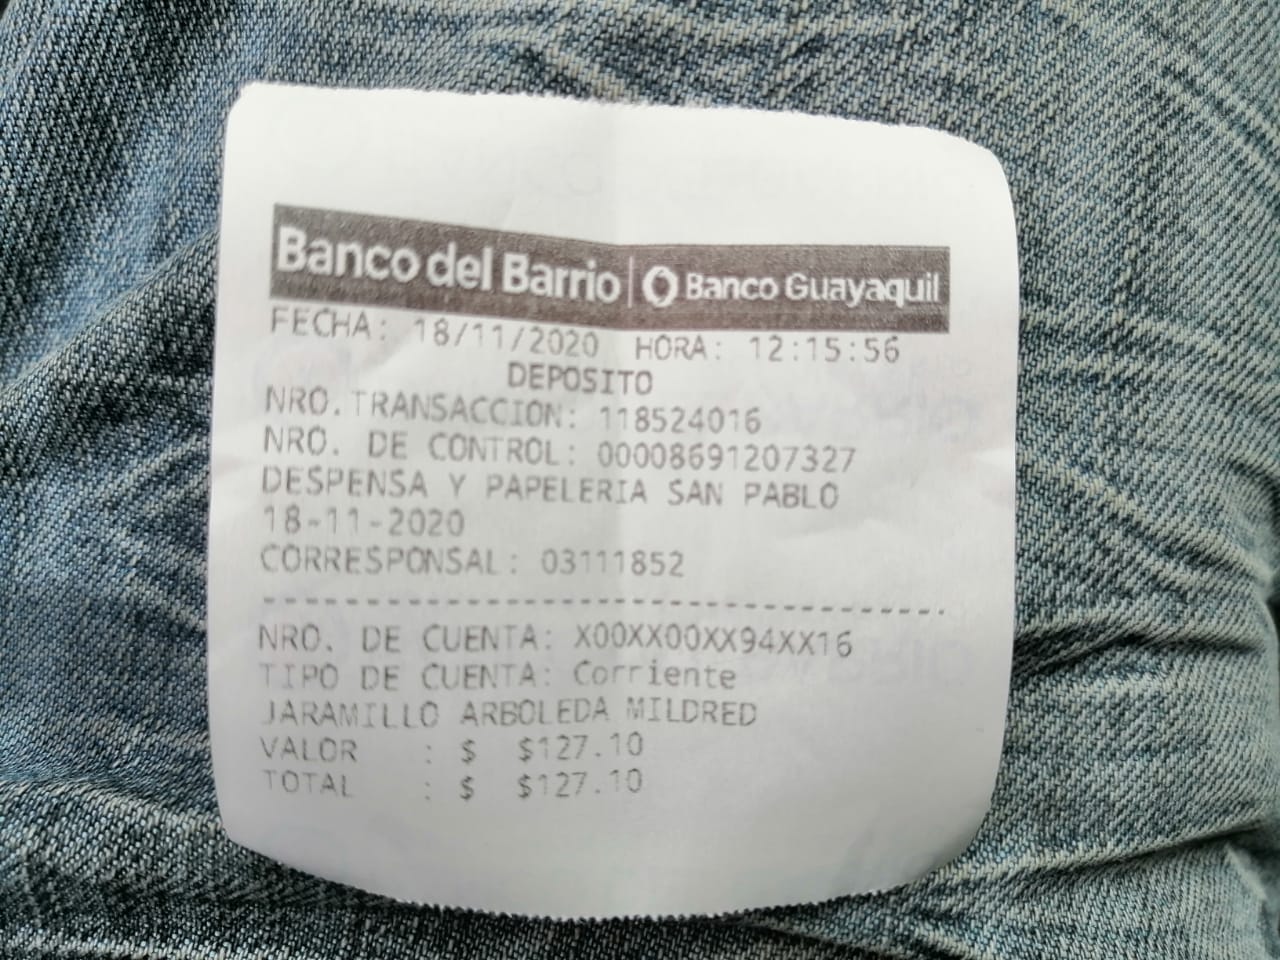 Banco del Barrio | Banco Guayaquil
FECHA: 18/11/2020 HORA: 12:15:56
DEPOSITO
NRO.TRANSACCION: 118524016
NRO. DE CONTROL: 00008691207327
DESPENSA Y PAPELERIA SAN PABLO
18-11-2020
CORRESPONSAL: 03111852
NRO. DE CUENTA: X00XX00XX94XX16
TIPO DE CUENTA: Corriente
JARAMILLO ARBOLEDA MILDRED
VALOR : $ $127.10
TOTAL : $ $127.10